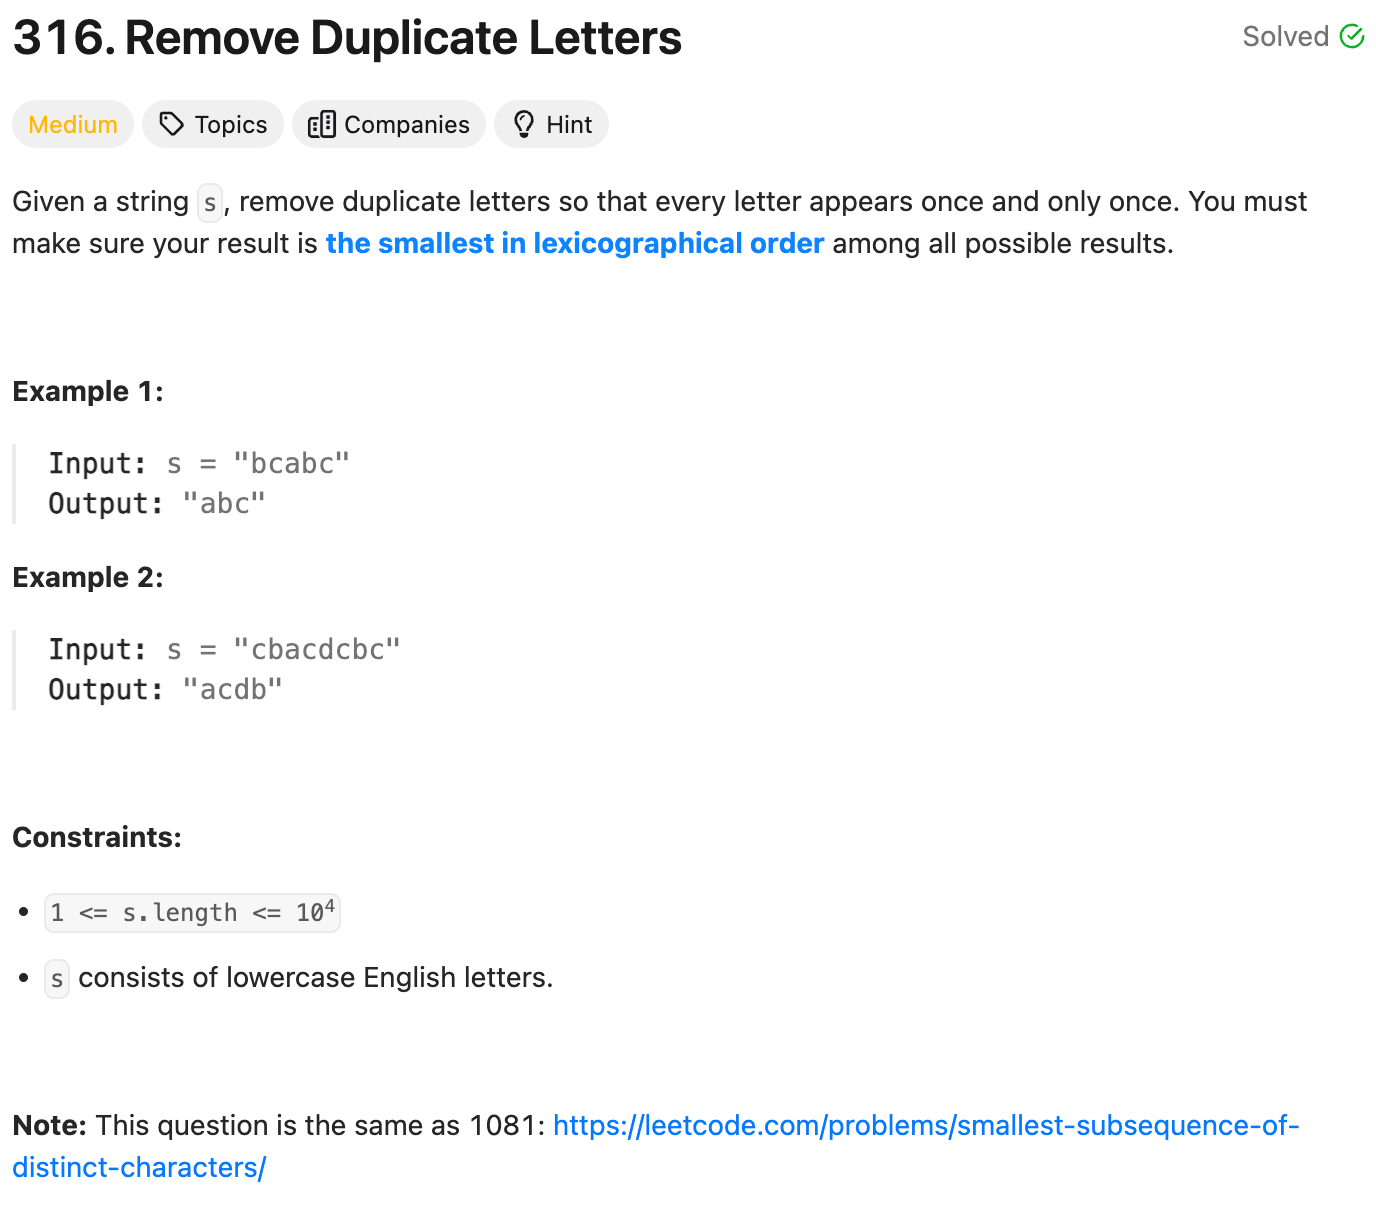 316. Remove Duplicate Letters
Solved
Medium
Topics
Companies
Hint
Given a string s, remove duplicate letters so that every letter appears once and only once. You must
make sure your result is the smallest in lexicographical order among all possible results.
Example 1:
Input: s = "bcabc"
Output: "abc"
Example 2:
Input: s = "cbacdcbc"
Output: "acdb"
Constraints:
• 1 <= s.length <= 10⁴
• s consists of lowercase English letters.
Note: This question is the same as 1081: https://leetcode.com/problems/smallest-subsequence-of-
distinct-characters/